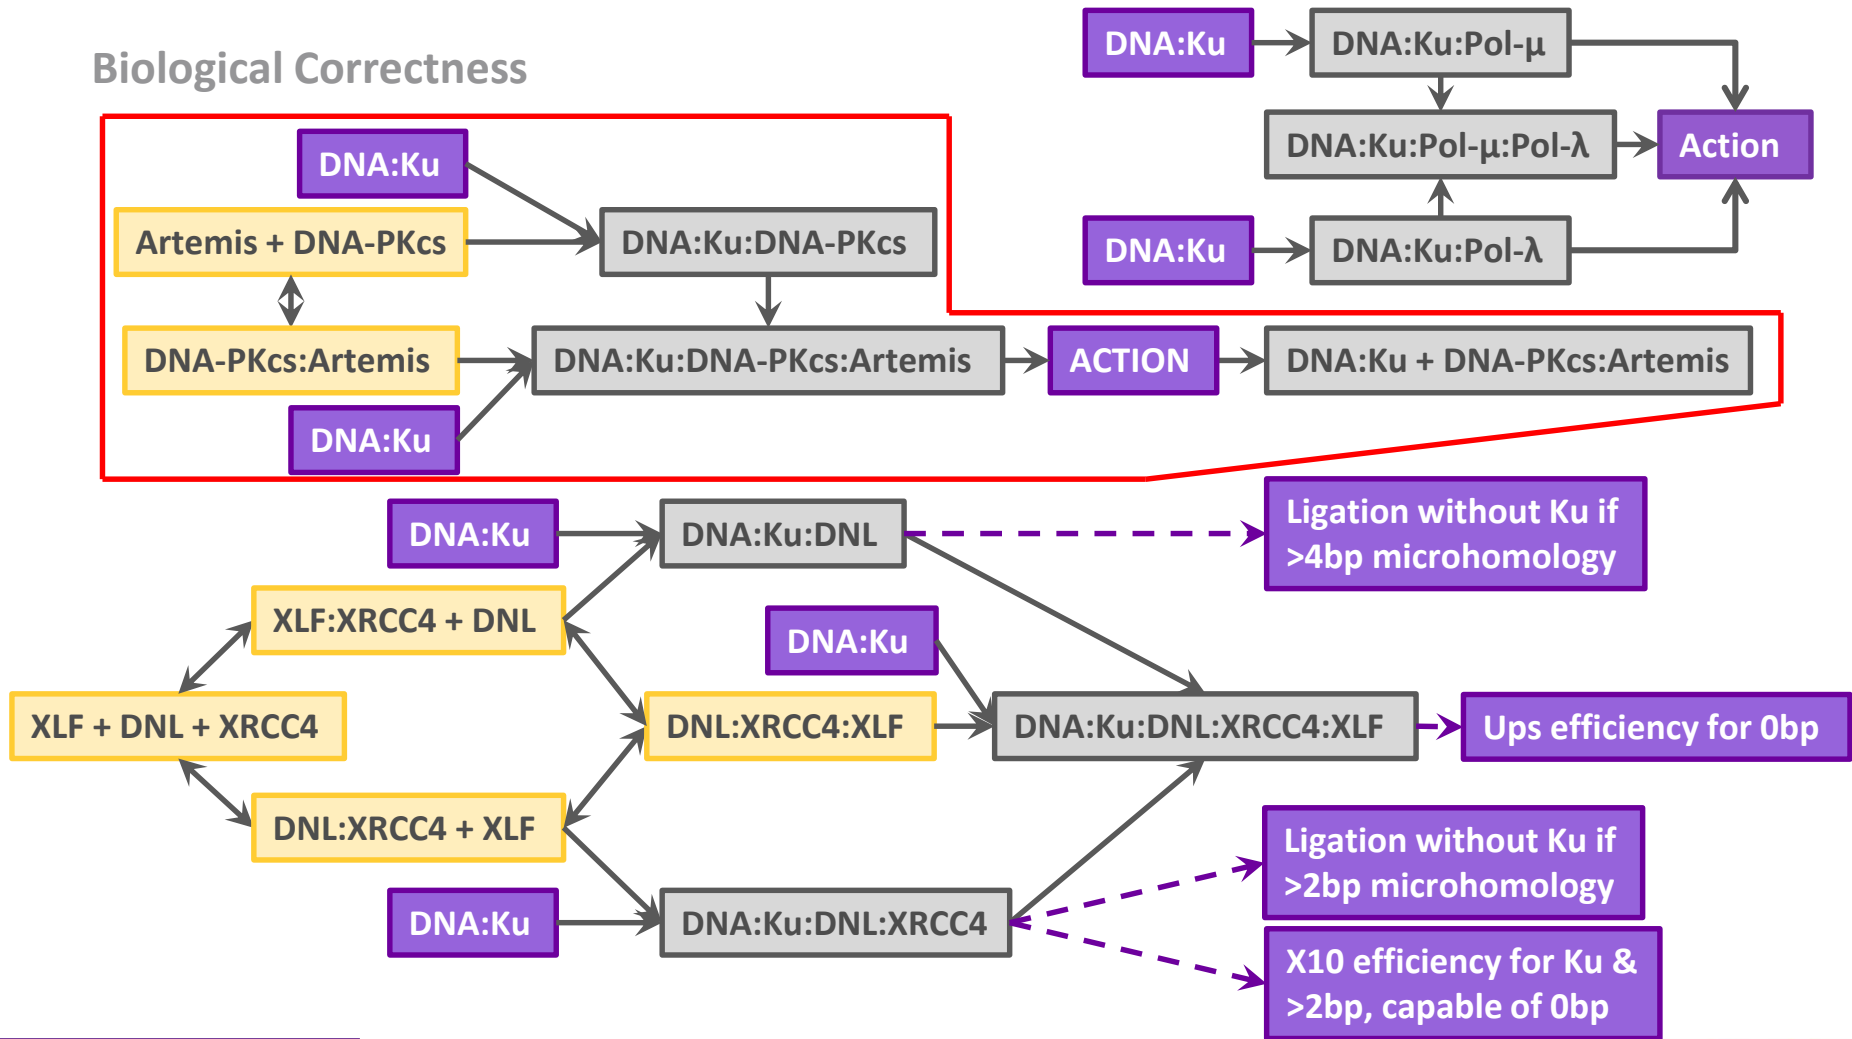 Biological Correctness
DNA:Ku
DNA:Ku:Pol-μ
DNA:Ku:Pol-μ:Pol-λ
Action
DNA:Ku
DNA:Ku:Pol-λ
DNA:Ku
Artemis + DNA-PKcs
DNA:Ku:DNA-PKcs
DNA-PKcs:Artemis
DNA:Ku:DNA-PKcs:Artemis
ACTION
DNA:Ku + DNA-PKcs:Artemis
DNA:Ku
DNA:Ku
DNA:Ku:DNL
Ligation without Ku if
>4bp microhomology
XLF:XRCC4 + DNL
DNA:Ku
XLF + DNL + XRCC4
DNL:XRCC4:XLF
DNA:Ku:DNL:XRCC4:XLF
Ups efficiency for 0bp
DNL:XRCC4 + XLF
Ligation without Ku if
>2bp microhomology
DNA:Ku
DNA:Ku:DNL:XRCC4
X10 efficiency for Ku &
>2bp, capable of 0bp